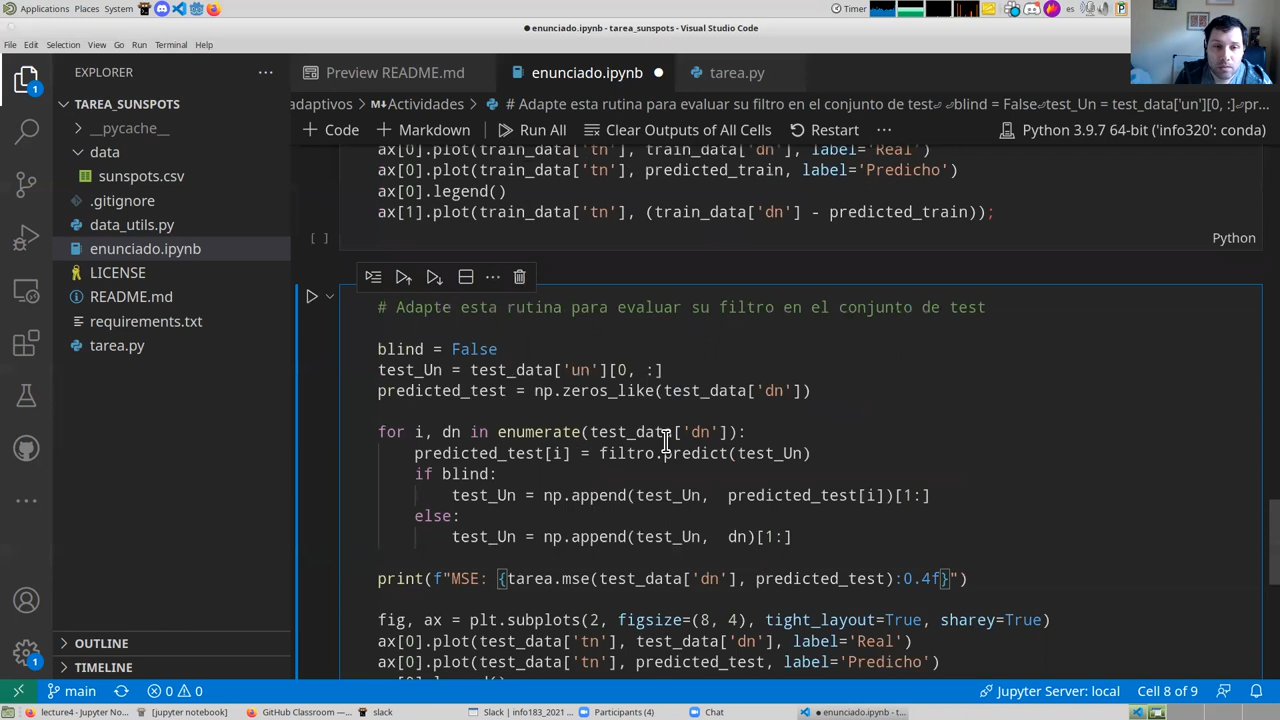 Applications Places System
Timer
es
enunciado.ipynb - tarea_sunspots - Visual Studio Code
File Edit Selection View Go Run Terminal Help
EXPLORER
Preview README.md
enunciado.ipynb
tarea.py
TAREA_SUNSPOTS
adaptivos > Actividades > # Adapte esta rutina para evaluar su filtro en el conjunto de test⏎ ⏎blind = False⏎test_Un = test_data['un'][0, :]⏎pr...
__pycache__
Code
Markdown
Run All
Clear Outputs of All Cells
Restart
Python 3.9.7 64-bit ('info320': conda)
data
sunspots.csv
.gitignore
data_utils.py
enunciado.ipynb
LICENSE
README.md
requirements.txt
tarea.py
ax[0].plot(train_data['tn'], train_data['dn'], label='Real')
ax[0].plot(train_data['tn'], predicted_train, label='Predicho')
ax[0].legend()
ax[1].plot(train_data['tn'], (train_data['dn'] - predicted_train));
[ ]
Python
# Adapte esta rutina para evaluar su filtro en el conjunto de test
blind = False
test_Un = test_data['un'][0, :]
predicted_test = np.zeros_like(test_data['dn'])
for i, dn in enumerate(test_data['dn']):
predicted_test[i] = filtro.predict(test_Un)
if blind:
test_Un = np.append(test_Un,  predicted_test[i])[1:]
else:
test_Un = np.append(test_Un,  dn)[1:]
print(f"MSE: {tarea.mse(test_data['dn'], predicted_test):0.4f}")
fig, ax = plt.subplots(2, figsize=(8, 4), tight_layout=True, sharey=True)
ax[0].plot(test_data['tn'], test_data['dn'], label='Real')
ax[0].plot(test_data['tn'], predicted_test, label='Predicho')
OUTLINE
TIMELINE
1
1
main
0
0
Jupyter Server: local
Cell 8 of 9
lecture4 - Jupyter No...
[jupyter notebook]
GitHub Classroom —...
slack
Slack | info183_2021 ...
Participants (4)
Chat
● enunciado.ipynb - t...